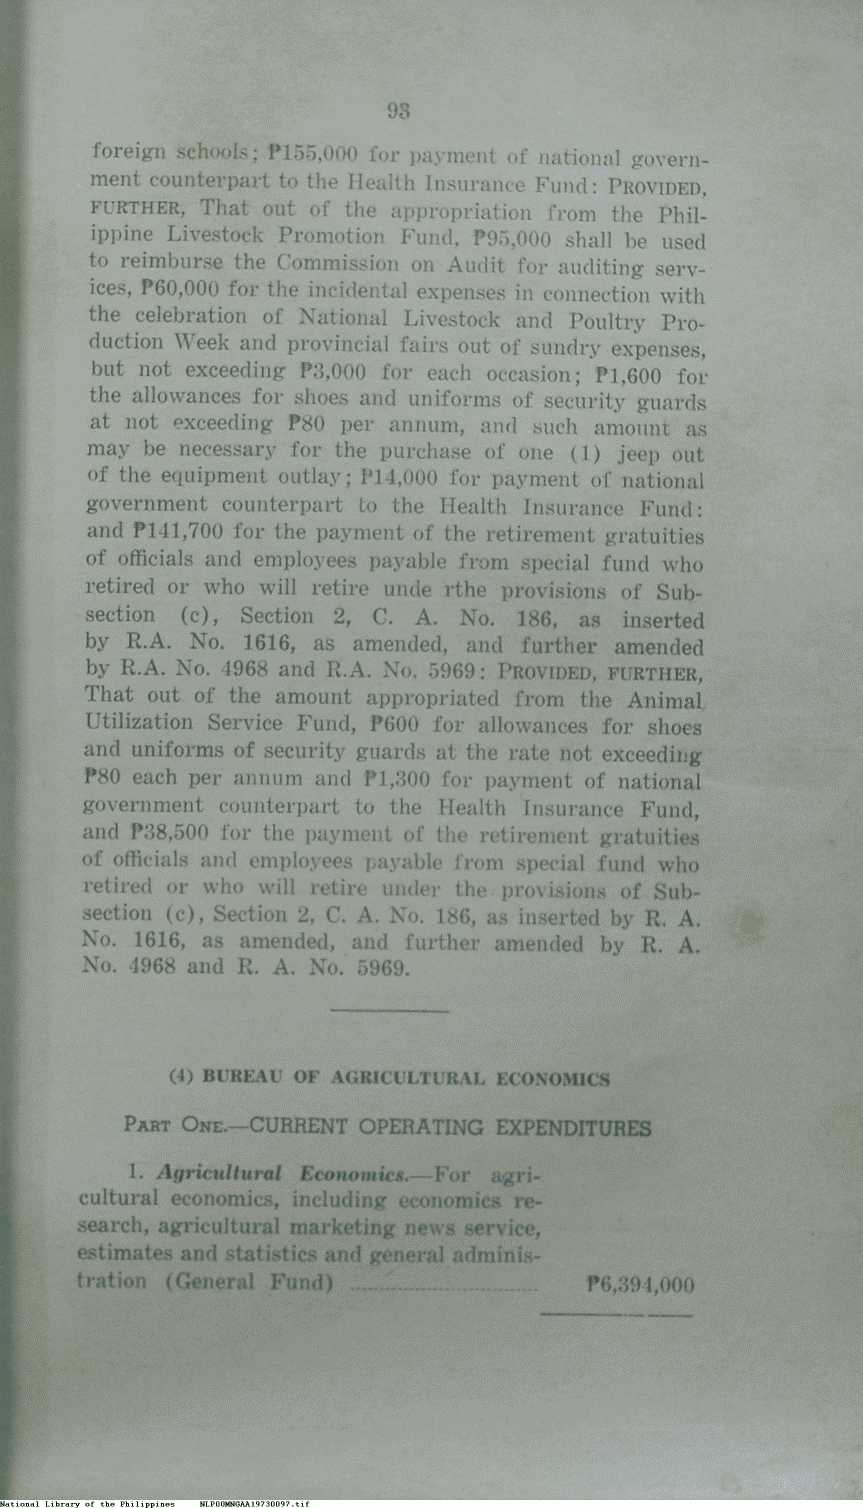 93
foreign schools; ₱155,000 for payment of national govern-
ment counterpart to the Health Insurance Fund: PROVIDED,
FURTHER, That out of the appropriation from the Phil-
ippine Livestock Promotion Fund, ₱95,000 shall be used
to reimburse the Commission on Audit for auditing serv-
ices, ₱60,000 for the incidental expenses in connection with
the celebration of National Livestock and Poultry Pro-
duction Week and provincial fairs out of sundry expenses,
but not exceeding ₱3,000 for each occasion; ₱1,600 for
the allowances for shoes and uniforms of security guards
at not exceeding ₱80 per annum, and such amount as
may be necessary for the purchase of one (1) jeep out
of the equipment outlay; ₱14,000 for payment of national
government counterpart to the Health Insurance Fund:
and ₱141,700 for the payment of the retirement gratuities
of officials and employees payable from special fund who
retired or who will retire unde rthe provisions of Sub-
section (c), Section 2, C. A. No. 186, as inserted
by R.A. No. 1616, as amended, and further amended
by R.A. No. 4968 and R.A. No. 5969: PROVIDED, FURTHER,
That out of the amount appropriated from the Animal
Utilization Service Fund, ₱600 for allowances for shoes
and uniforms of security guards at the rate not exceeding
₱80 each per annum and ₱1,300 for payment of national
government counterpart to the Health Insurance Fund,
and ₱38,500 for the payment of the retirement gratuities
of officials and employees payable from special fund who
retired or who will retire under the provisions of Sub-
section (c), Section 2, C. A. No. 186, as inserted by R. A.
No. 1616, as amended, and further amended by R. A.
No. 4968 and R. A. No. 5969.
(4) BUREAU OF AGRICULTURAL ECONOMICS
PART ONE.—CURRENT OPERATING EXPENDITURES
1. Agricultural Economics.—For agri-
cultural economics, including economics re-
search, agricultural marketing news service,
estimates and statistics and general adminis-
tration (General Fund) .............................. ₱6,394,000
National Library of the Philippines NLP00MNGAA19730097.tif